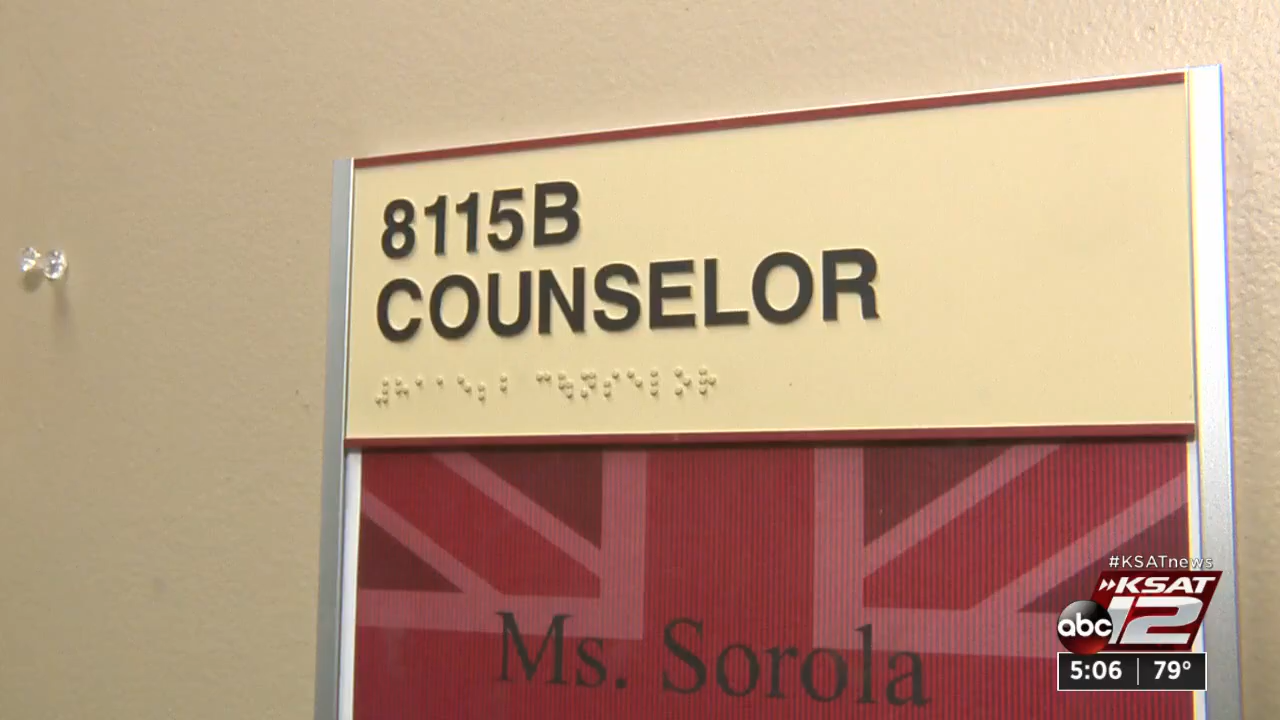 8115B
COUNSELOR
⠼⠓⠁⠁⠑⠰⠃ ⠉⠳⠝⠎⠑⠇⠕⠗
Ms. Sorola
#KSATnews
KSAT
abc 12
5:06 79°